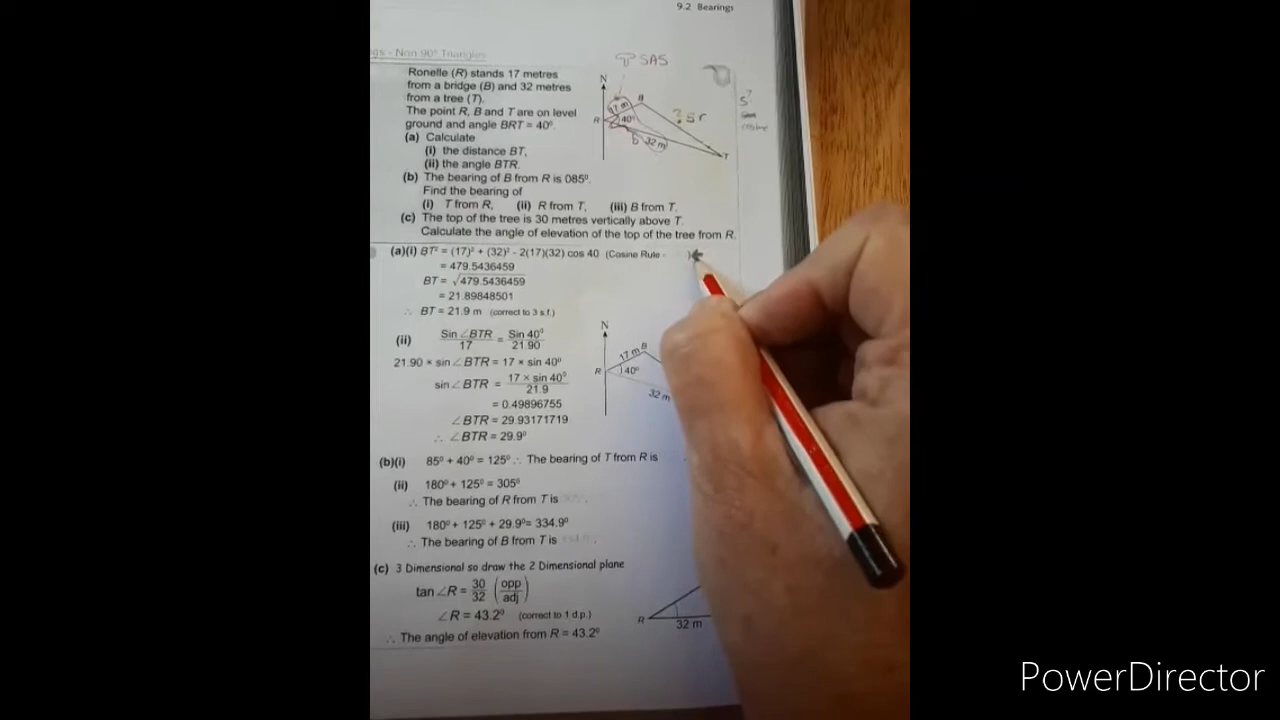 9.2 Bearings
gs - Non 90° Triangles
SAS
Ronelle (R) stands 17 metres
from a bridge (B) and 32 metres
from a tree (T).
The point R, B and T are on level
ground and angle BRT = 40°.
(a) Calculate
(i) the distance BT,
(ii) the angle BTR.
(b) The bearing of B from R is 085°.
Find the bearing of
(i) T from R, (ii) R from T, (iii) B from T.
(c) The top of the tree is 30 metres vertically above T.
Calculate the angle of elevation of the top of the tree from R.
N
B
17 m
R
40°
? 5 r
b
32 m
T
5?
(a)(i) BT² = (17)² + (32)² - 2(17)(32) cos 40 (Cosine Rule - )
= 479.5436459
BT = √479.5436459
= 21.89848501
∴ BT = 21.9 m (correct to 3 s.f.)
(ii) Sin ∠BTR / 17 = Sin 40° / 21.90
21.90 × sin ∠BTR = 17 × sin 40°
sin ∠BTR = 17 × sin 40° / 21.9
= 0.49896755
∠BTR = 29.93171719
∴ ∠BTR = 29.9°
N
17 m B
R
40°
32 m
(b)(i) 85° + 40° = 125° ∴ The bearing of T from R is
(ii) 180° + 125° = 305°
∴ The bearing of R from T is
(iii) 180° + 125° + 29.9° = 334.9°
∴ The bearing of B from T is
(c) 3 Dimensional so draw the 2 Dimensional plane
tan ∠R = 30/32 (opp/adj)
∠R = 43.2° (correct to 1 d.p.)
∴ The angle of elevation from R = 43.2°
R
32 m
PowerDirector